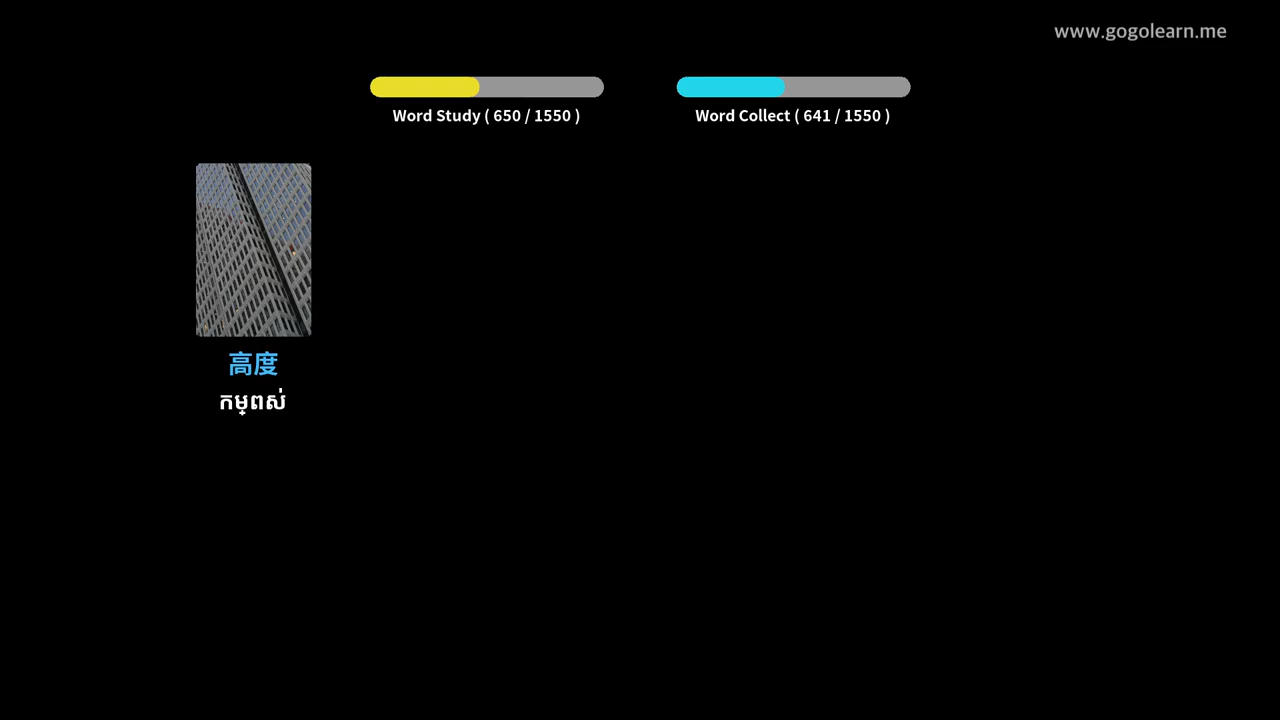 www.gogolearn.me
Word Study ( 650 / 1550 )
Word Collect ( 641 / 1550 )
高度
កម្ពស់